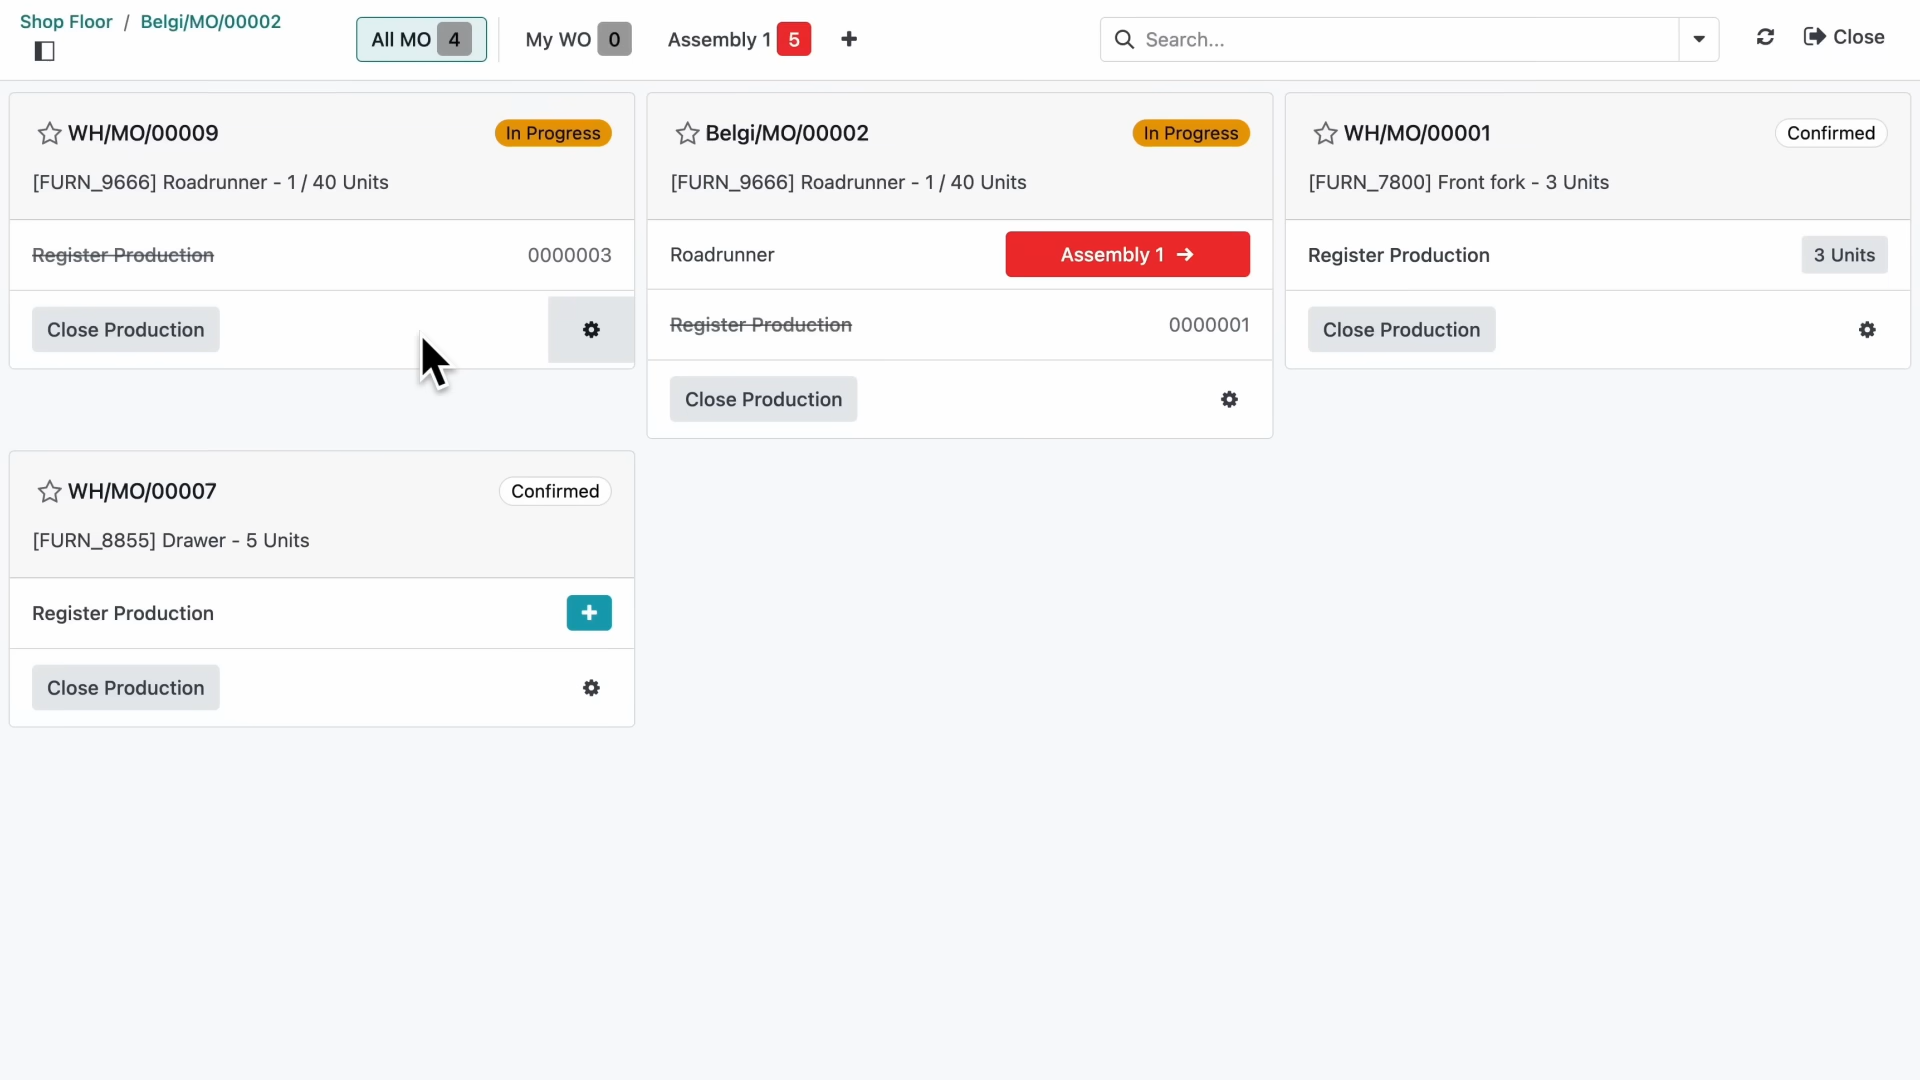 Shop Floor / Belgi/MO/00002
All MO 4
My WO 0
Assembly 1 5
Search...
Close
WH/MO/00009
In Progress
[FURN_9666] Roadrunner - 1 / 40 Units
Register Production
0000003
Close Production
Belgi/MO/00002
In Progress
[FURN_9666] Roadrunner - 1 / 40 Units
Roadrunner
Assembly 1
Register Production
0000001
Close Production
WH/MO/00001
Confirmed
[FURN_7800] Front fork - 3 Units
Register Production
3 Units
Close Production
WH/MO/00007
Confirmed
[FURN_8855] Drawer - 5 Units
Register Production
Close Production